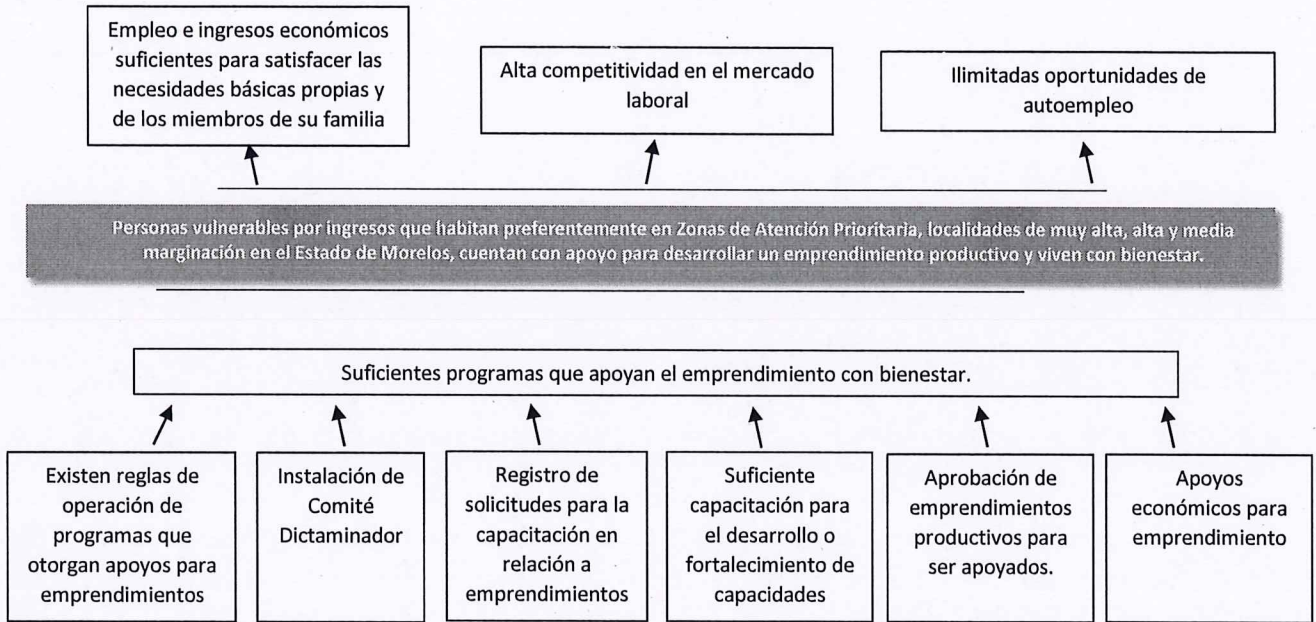 Empleo e ingresos económicos
suficientes para satisfacer las
necesidades básicas propias y
de los miembros de su familia
Alta competitividad en el mercado
laboral
Ilimitadas oportunidades de
autoempleo
Personas vulnerables por ingresos que habitan preferentemente en Zonas de Atención Prioritaria, localidades de muy alta, alta y media
marginación en el Estado de Morelos, cuentan con apoyo para desarrollar un emprendimiento productivo y viven con bienestar.
Suficientes programas que apoyan el emprendimiento con bienestar.
Existen reglas de
operación de
programas que
otorgan apoyos para
emprendimientos
Instalación de
Comité
Dictaminador
Registro de
solicitudes para la
capacitación en
relación a
emprendimientos
Suficiente
capacitación para
el desarrollo o
fortalecimiento de
capacidades
Aprobación de
emprendimientos
productivos para
ser apoyados.
Apoyos
económicos para
emprendimiento